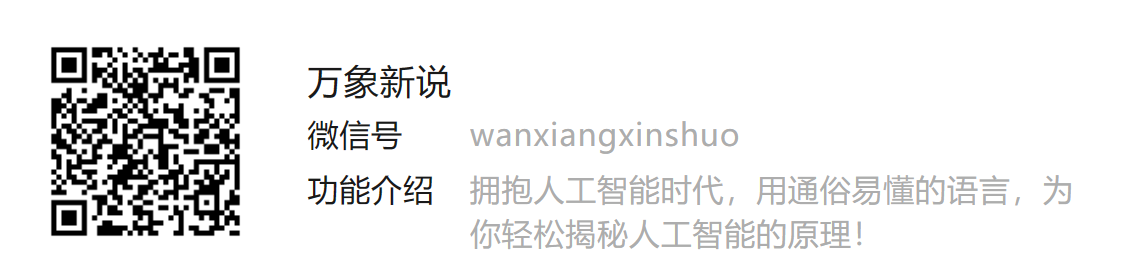 万象新说
微信号 wanxiangxinshuo
功能介绍 拥抱人工智能时代，用通俗易懂的语言，为
你轻松揭秘人工智能的原理！